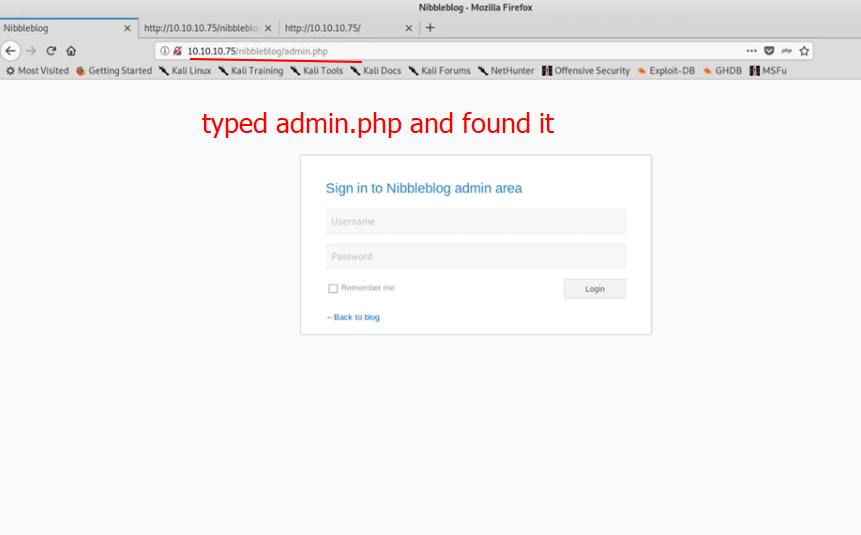 Nibbleblog - Mozilla Firefox
Nibbleblog
http://10.10.10.75/nibbleblog
http://10.10.10.75/
10.10.10.75/nibbleblog/admin.php
php
Most Visited Getting Started Kali Linux Kali Training Kali Tools Kali Docs Kali Forums NetHunter Offensive Security Exploit-DB GHDB MSFu
typed admin.php and found it
Sign in to Nibbleblog admin area
Username
Password
Remember me
Login
←Back to blog